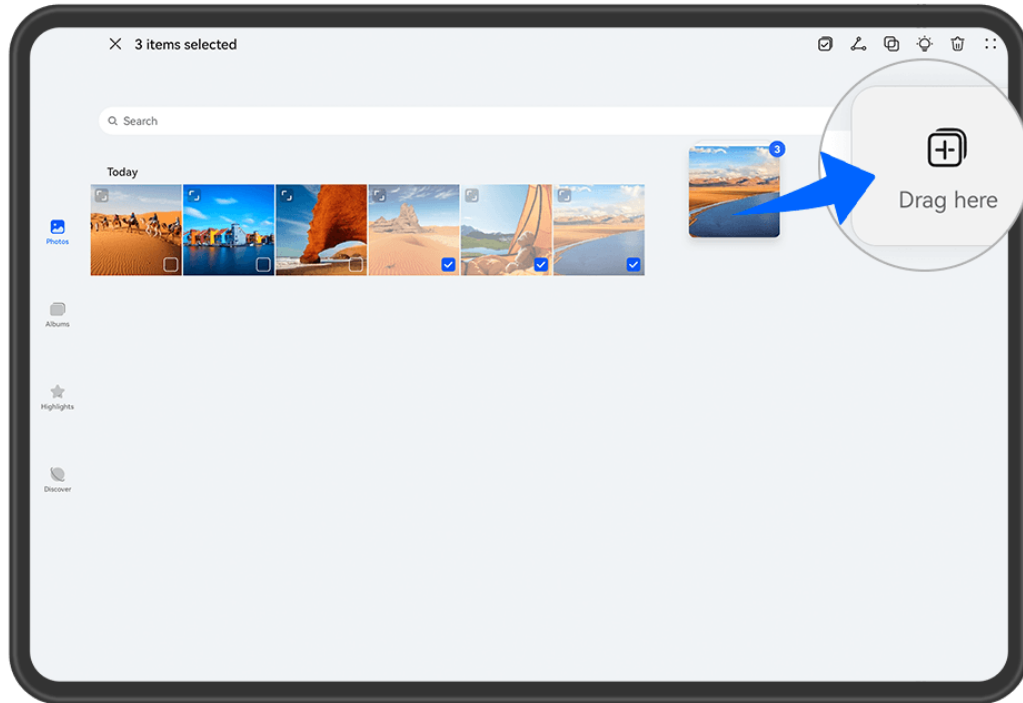 3 items selected
Search
Today
3
Drag here
Photos
Albums
Highlights
Discover